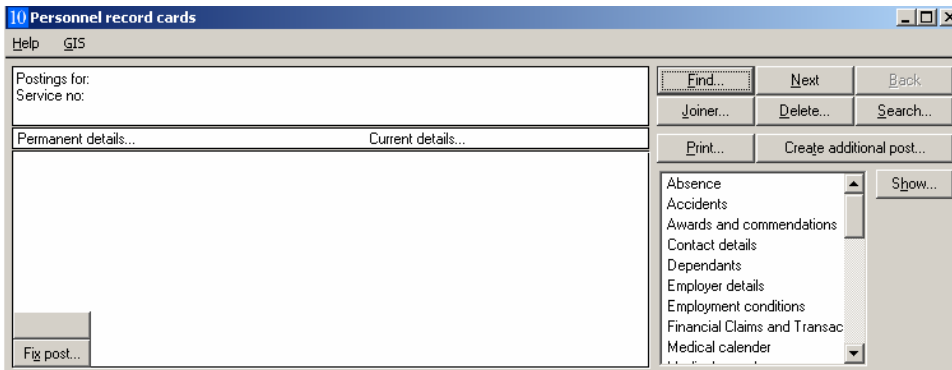 10 Personnel record cards
Help GIS
Postings for:
Service no:
Find... Next Back
Joiner... Delete... Search...
Permanent details... Current details...
Print... Create additional post...
Show...
Absence
Accidents
Awards and commendations
Contact details
Dependants
Employer details
Employment conditions
Financial Claims and Transac
Medical calender
Fix post...